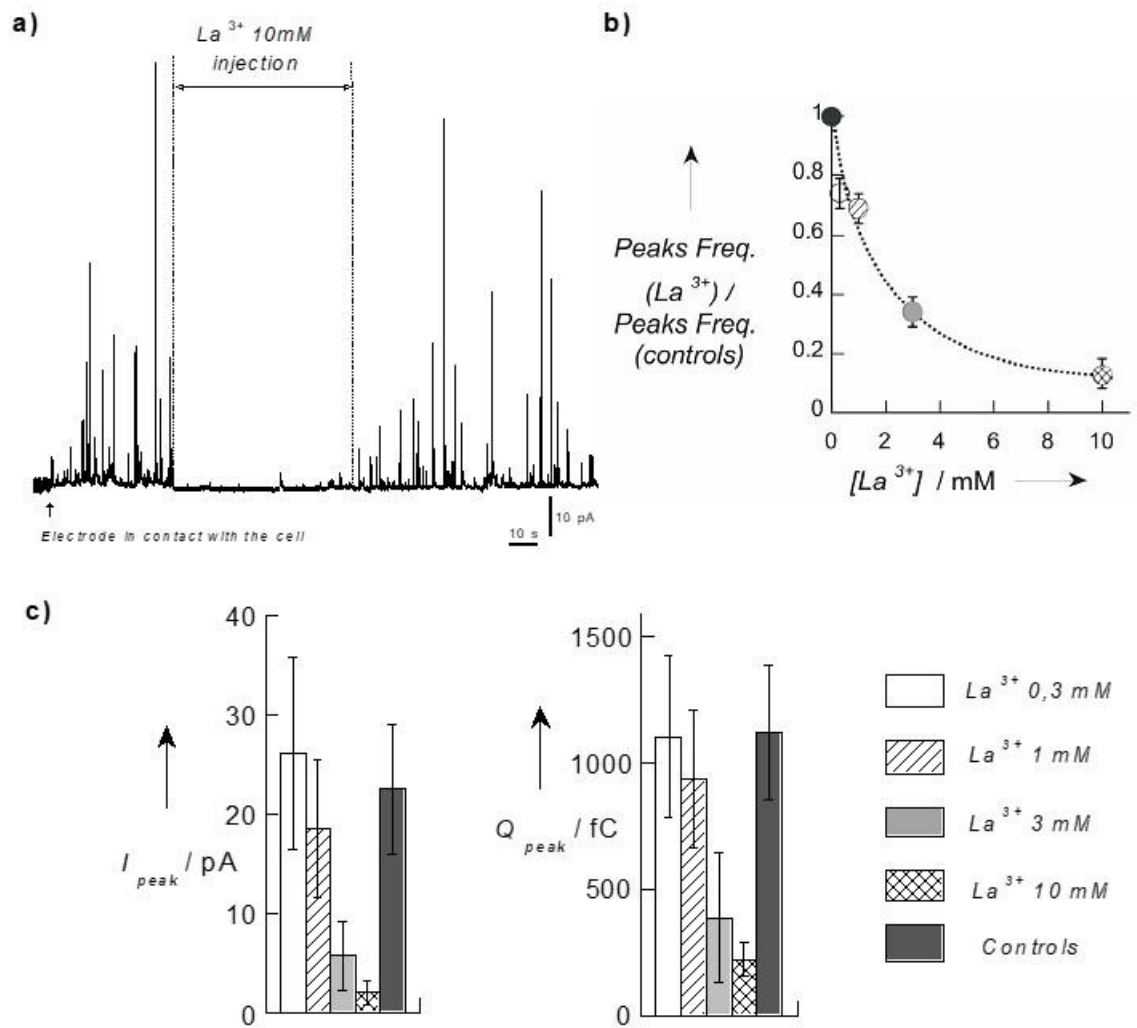 a)
La 3+ 10mM
injection
Electrode in contact with the cell
10 s
10 pA
b)
1
0.8
0.6
0.4
0.2
0
Peaks Freq.
(La 3+) /
Peaks Freq.
(controls)
0 2 4 6 8 10
[La 3+] / mM
c)
40
30
20
10
0
I peak / pA
1500
1000
500
0
Q peak / fC
La 3+ 0,3 mM
La 3+ 1 mM
La 3+ 3 mM
La 3+ 10 mM
Controls